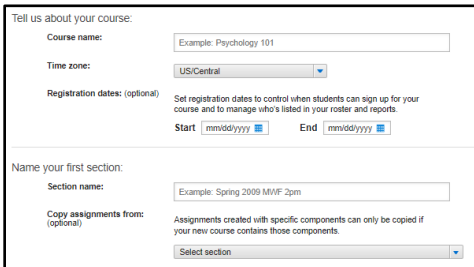 Tell us about your course:
Course name:
Example: Psychology 101
Time zone:
US/Central
Registration dates: (optional)
Set registration dates to control when students can sign up for your
course and to manage who's listed in your roster and reports.
Start mm/dd/yyyy End mm/dd/yyyy
Name your first section:
Section name:
Example: Spring 2009 MWF 2pm
Copy assignments from:
(optional)
Assignments created with specific components can only be copied if
your new course contains those components.
Select section